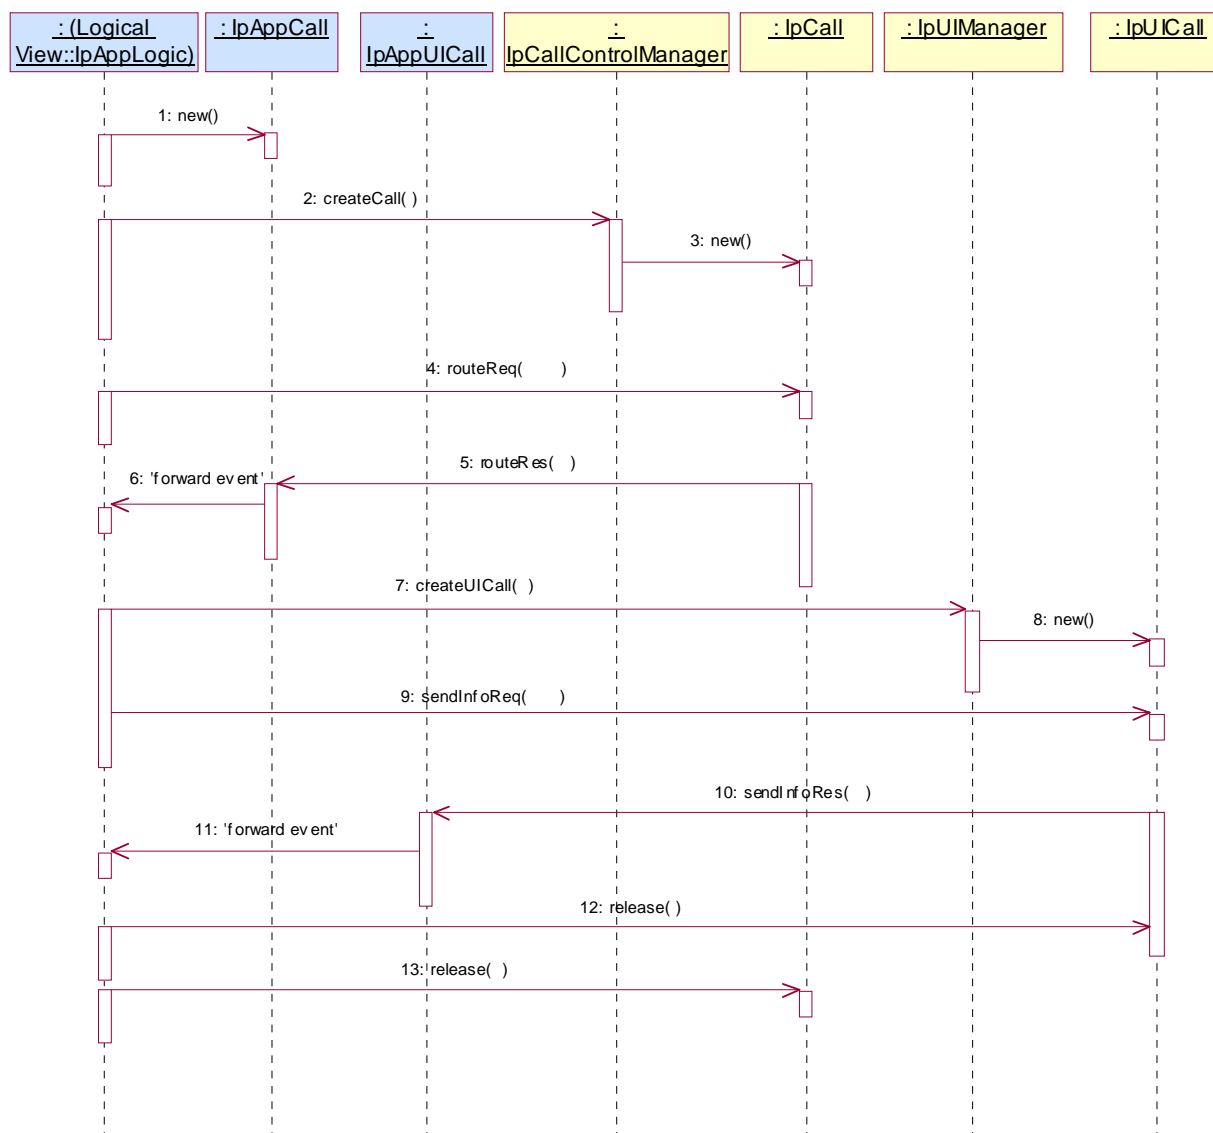 : (Logical
View::IpAppLogic)
: IpAppCall
:
IpAppUICall
:
IpCallControlManager
: IpCall
: IpUIManager
: IpUICall
1: new()
2: createCall( )
3: new()
4: routeReq( )
5: routeRes( )
6: 'forward event'
7: createUICall( )
8: new()
9: sendInfoReq( )
10: sendInfoRes( )
11: 'forward event'
12: release( )
13: release( )